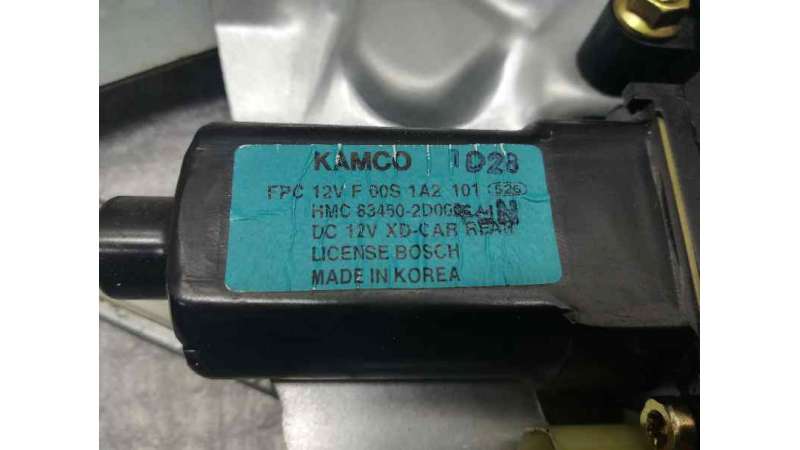 KAMCO 1D28
FPC 12V F 00S 1A2 101
HMC 83450-2D000
DC 12V XD-CAR REAR
LICENSE BOSCH
MADE IN KOREA